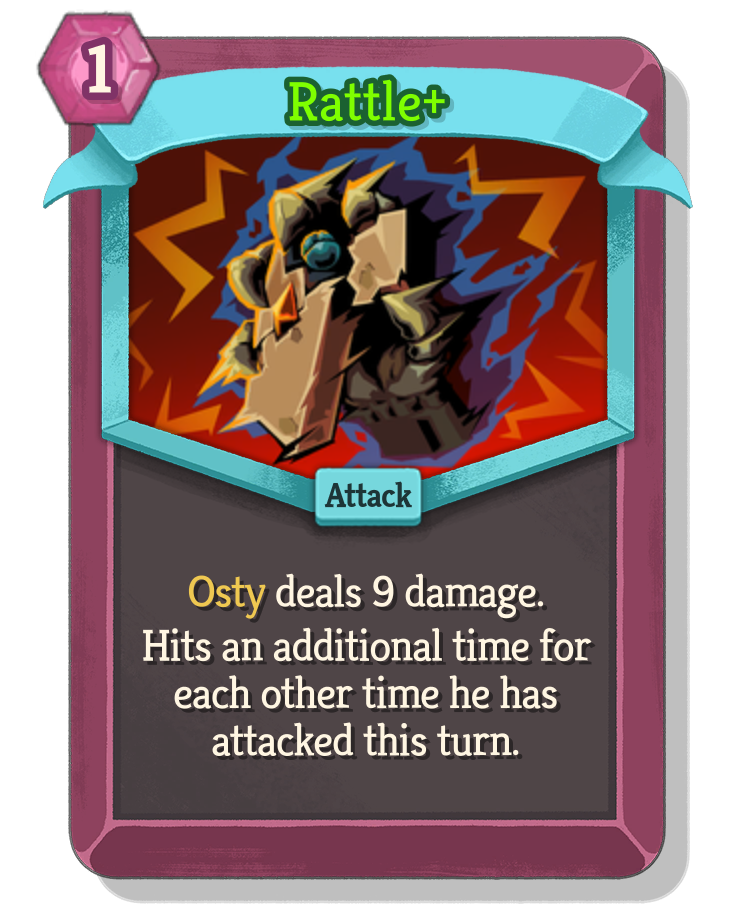 1
Rattle+
Attack
Osty deals 9 damage.
Hits an additional time for
each other time he has
attacked this turn.